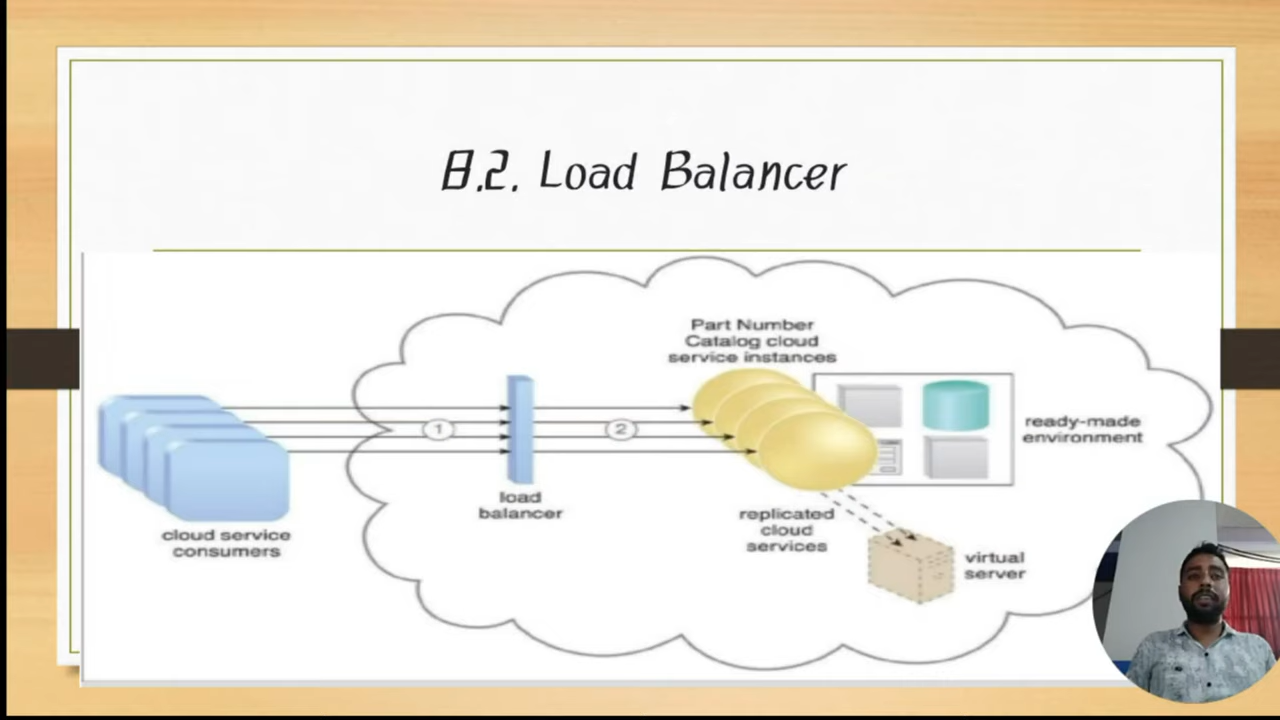 8.2. Load Balancer
Part Number
Catalog cloud
service instances
1
2
ready-made
environment
load
balancer
cloud service
consumers
replicated
cloud
services
virtual
server